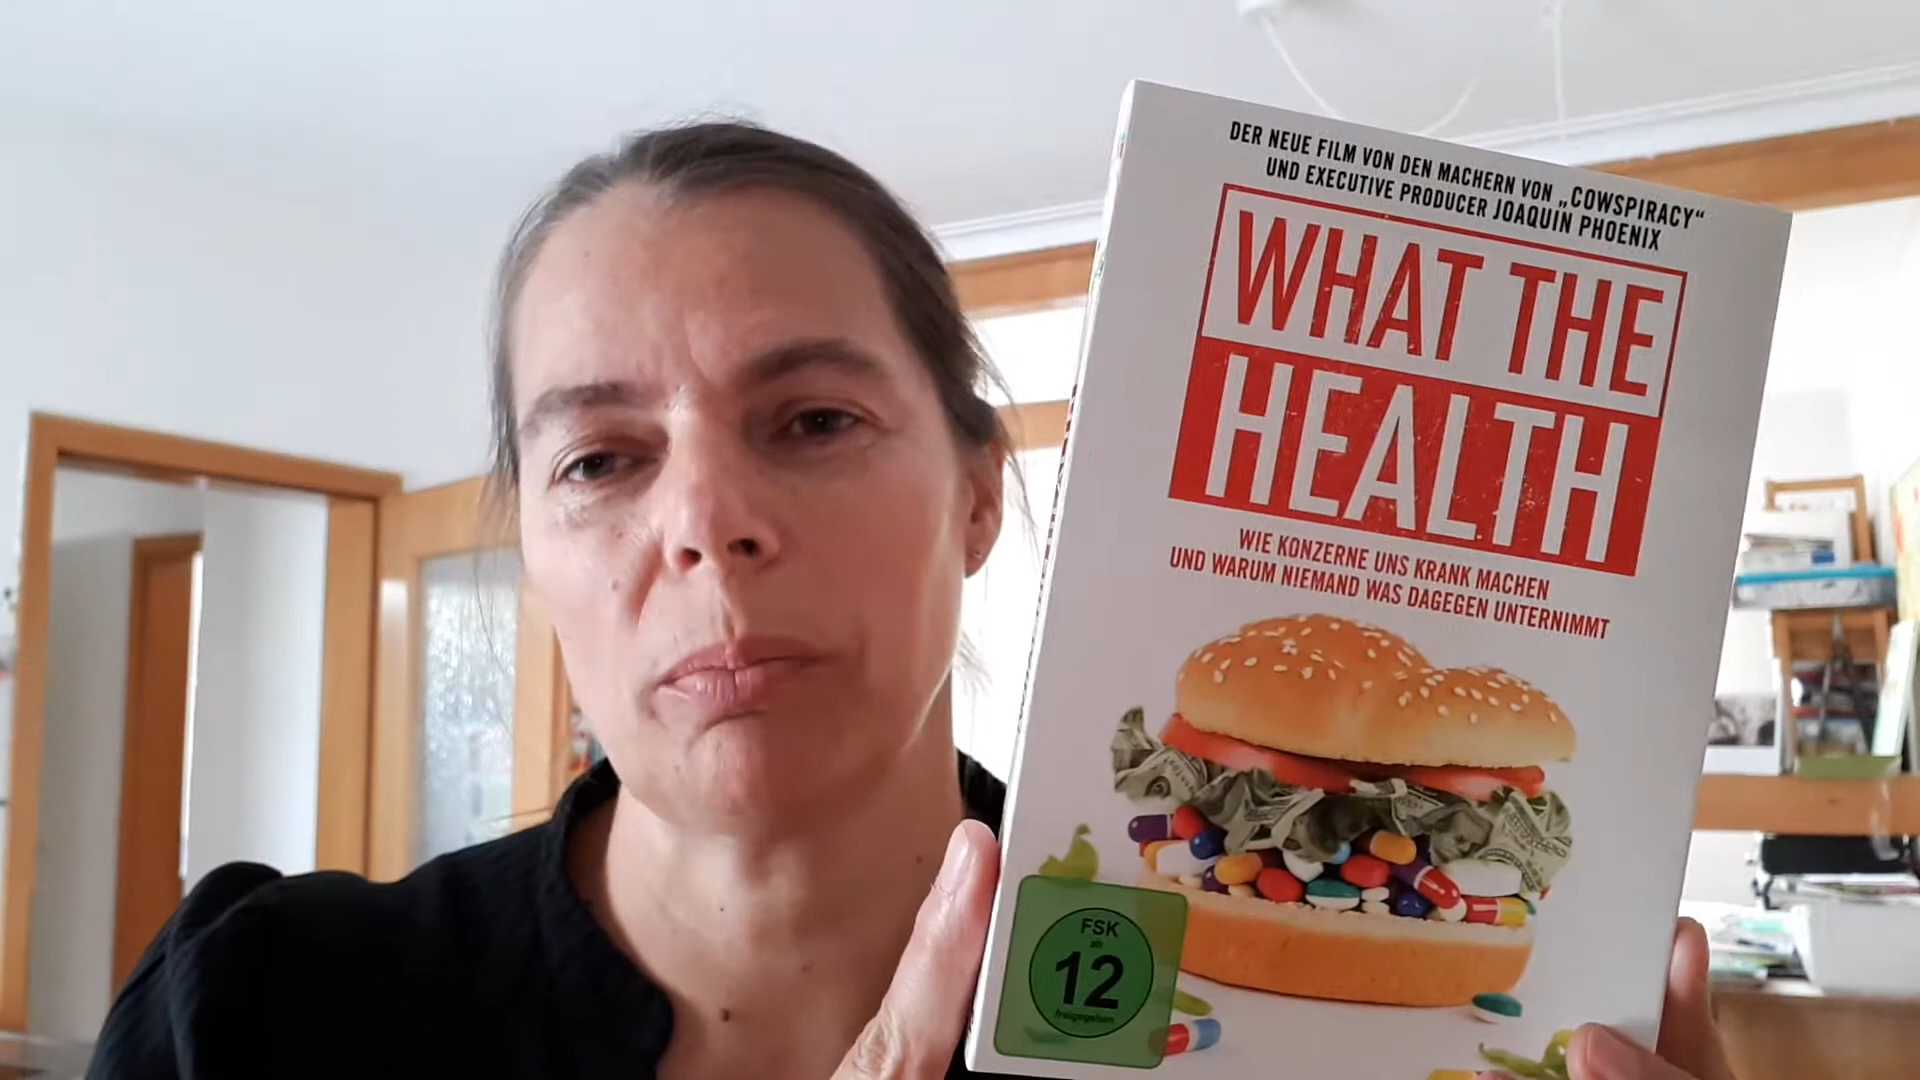 DER NEUE FILM VON DEN MACHERN VON „COWSPIRACY“
UND EXECUTIVE PRODUCER JOAQUIN PHOENIX
WHAT THE
HEALTH
WIE KONZERNE UNS KRANK MACHEN
UND WARUM NIEMAND WAS DAGEGEN UNTERNIMMT
FSK
ab
12
freigegeben